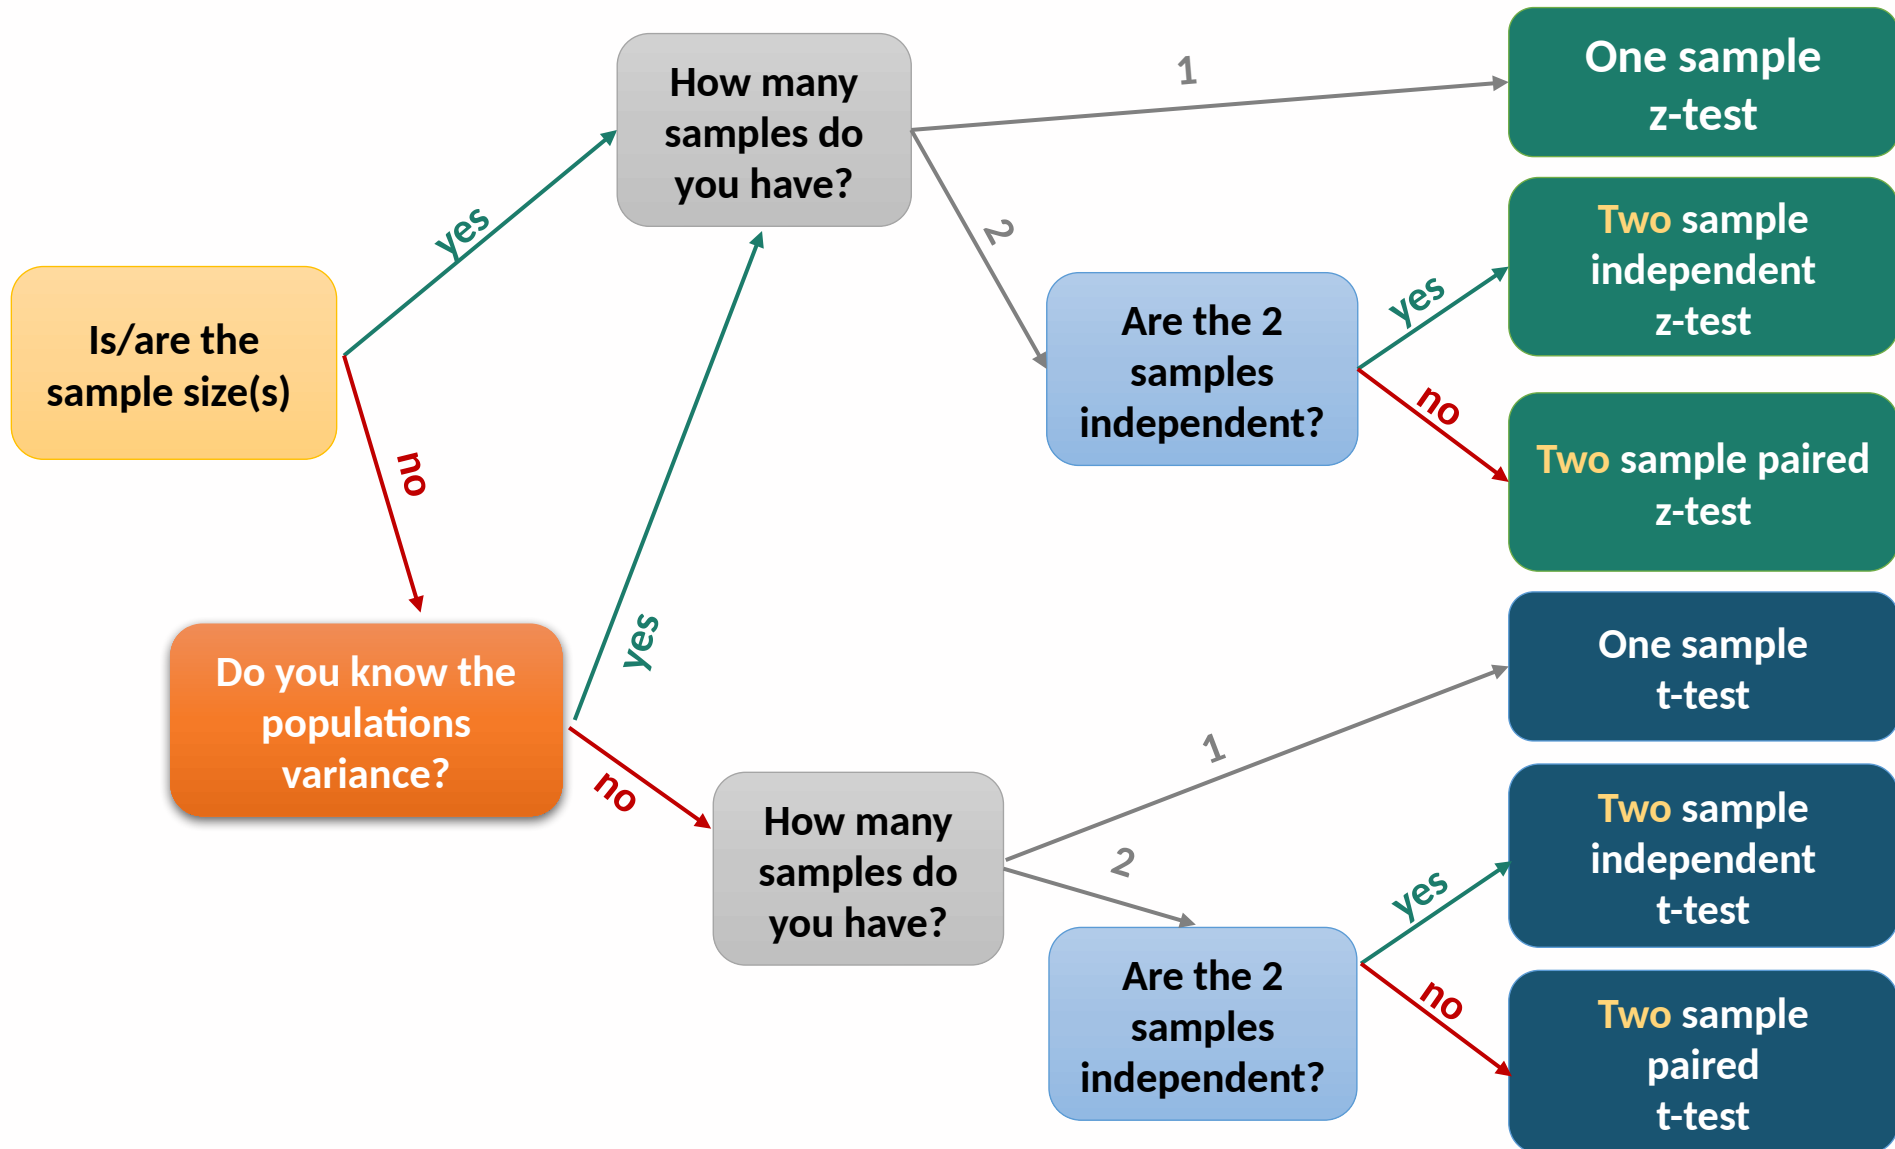 Is/are the
sample size(s)
yes
no
Do you know the
populations
variance?
yes
no
How many
samples do
you have?
1
2
Are the 2
samples
independent?
yes
no
One sample
z-test
Two sample
independent
z-test
Two sample paired
z-test
How many
samples do
you have?
1
2
Are the 2
samples
independent?
yes
no
One sample
t-test
Two sample
independent
t-test
Two sample
paired
t-test